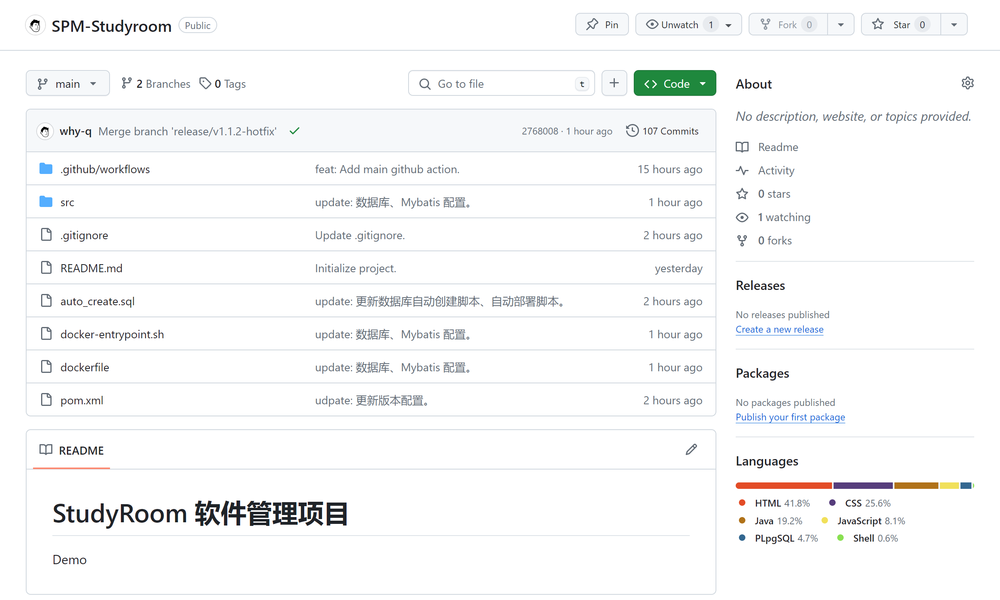 SPM-Studyroom Public Pin Unwatch 1 Fork 0 Star 0
main 2 Branches 0 Tags Go to file t + Code
why-q Merge branch 'release/v1.1.2-hotfix' 2768008 · 1 hour ago 107 Commits
.github/workflows feat: Add main github action. 15 hours ago
src update: 数据库、Mybatis 配置。 1 hour ago
.gitignore Update .gitignore. 2 hours ago
README.md Initialize project. yesterday
auto_create.sql update: 更新数据库自动创建脚本、自动部署脚本。 2 hours ago
docker-entrypoint.sh update: 数据库、Mybatis 配置。 1 hour ago
dockerfile update: 数据库、Mybatis 配置。 1 hour ago
pom.xml udpate: 更新版本配置。 2 hours ago
README
StudyRoom 软件管理项目
Demo
About
No description, website, or topics provided.
Readme
Activity
0 stars
1 watching
0 forks
Releases
No releases published
Create a new release
Packages
No packages published
Publish your first package
Languages
HTML 41.8% CSS 25.6%
Java 19.2% JavaScript 8.1%
PLpgSQL 4.7% Shell 0.6%